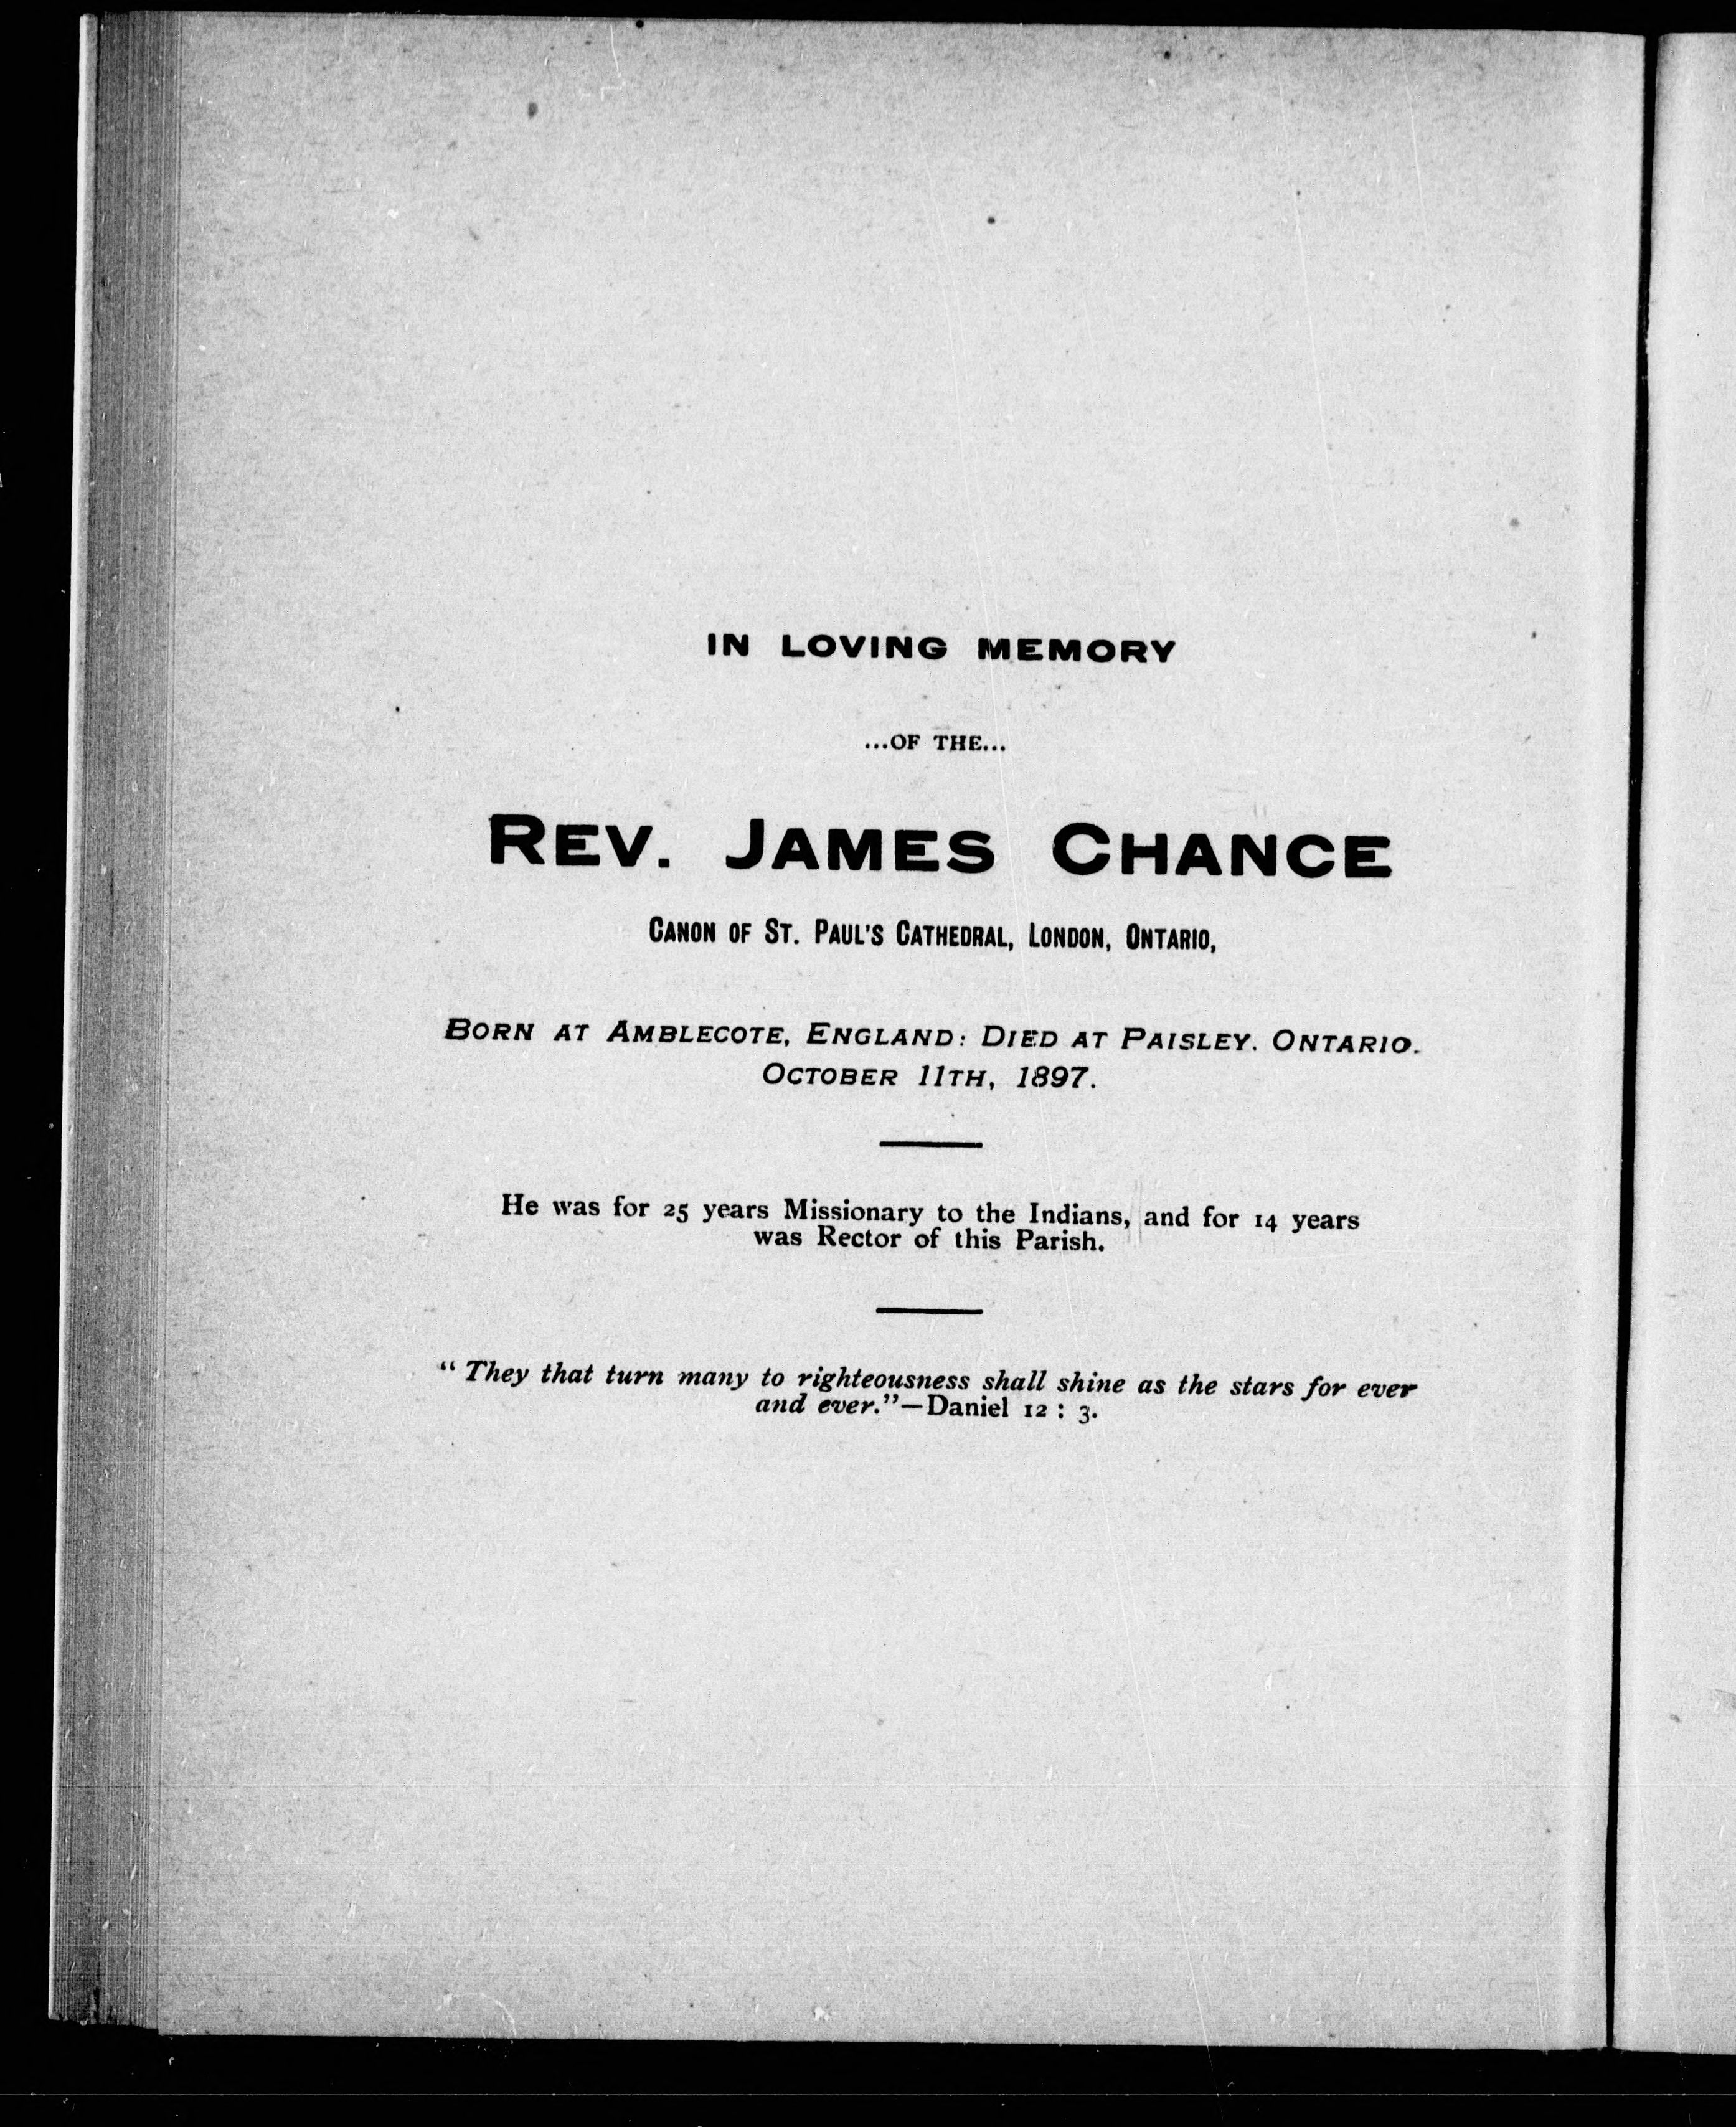 IN LOVING MEMORY
...OF THE...
REV. JAMES CHANCE
CANON OF ST. PAUL'S CATHEDRAL, LONDON, ONTARIO,
BORN AT AMBLECOTE, ENGLAND: DIED AT PAISLEY. ONTARIO.
OCTOBER 11TH, 1897.
He was for 25 years Missionary to the Indians, and for 14 years
was Rector of this Parish.
“ They that turn many to righteousness shall shine as the stars for ever
and ever.”—Daniel 12 : 3.